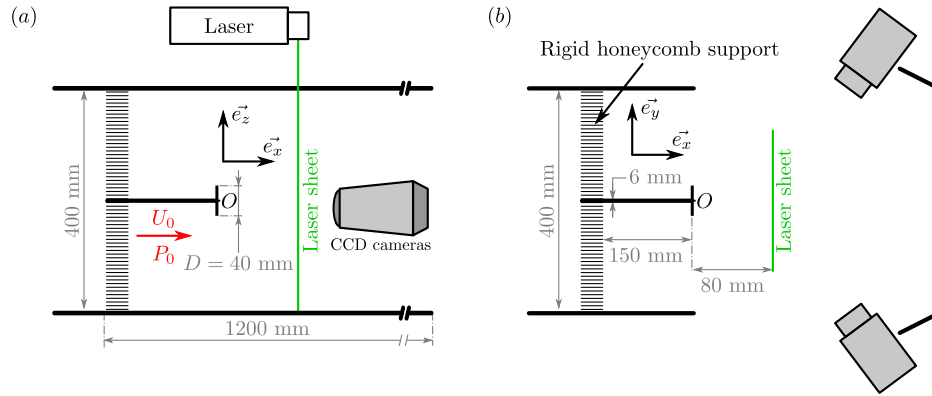 (a)
Laser
e_z
e_x
400 mm
O
U_0
P_0
D = 40 mm
Laser sheet
CCD cameras
1200 mm
(b)
Rigid honeycomb support
e_y
e_x
400 mm
6 mm
O
150 mm
80 mm
Laser sheet